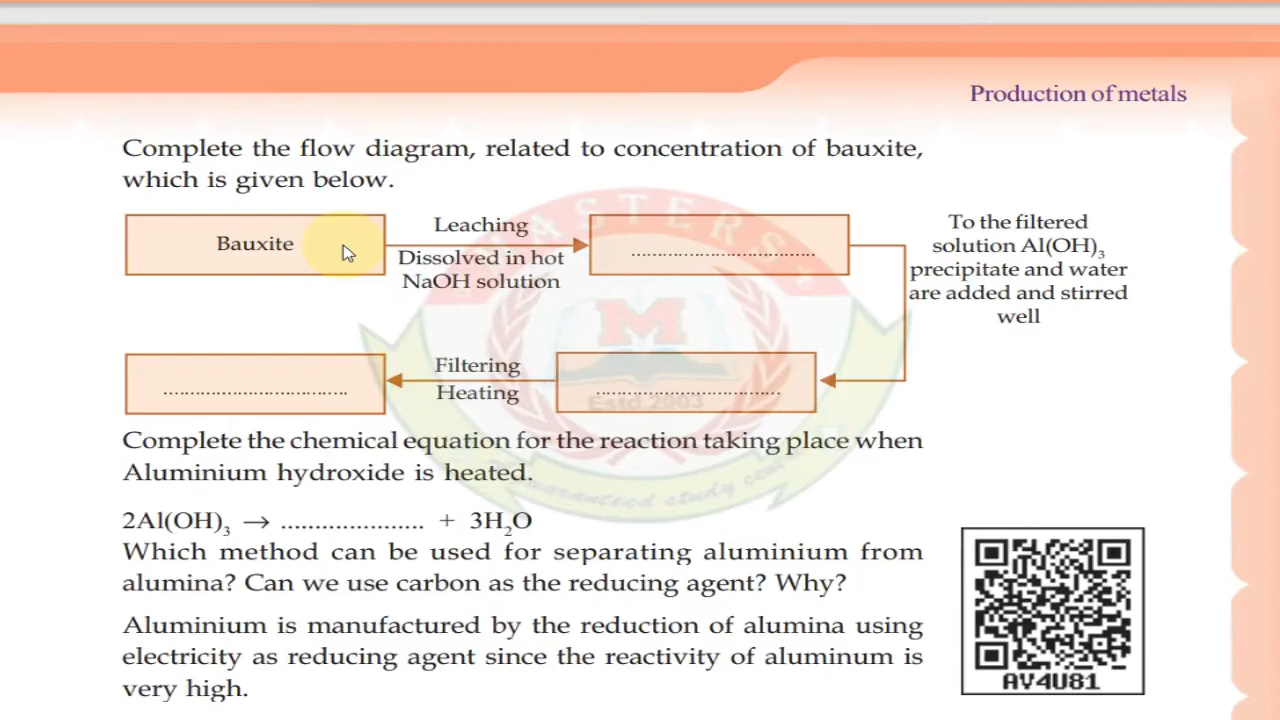 Production of metals
Complete the flow diagram, related to concentration of bauxite,
which is given below.
Bauxite
Leaching
Dissolved in hot
NaOH solution
................................
To the filtered
solution Al(OH)₃
precipitate and water
are added and stirred
well
................................
Filtering
Heating
................................
MASTERS
M
Estd 2003
Complete the chemical equation for the reaction taking place when
Aluminium hydroxide is heated.
2Al(OH)₃ → ..................... + 3H₂O
Which method can be used for separating aluminium from
alumina? Can we use carbon as the reducing agent? Why?
Aluminium is manufactured by the reduction of alumina using
electricity as reducing agent since the reactivity of aluminum is
very high.
AV4U81